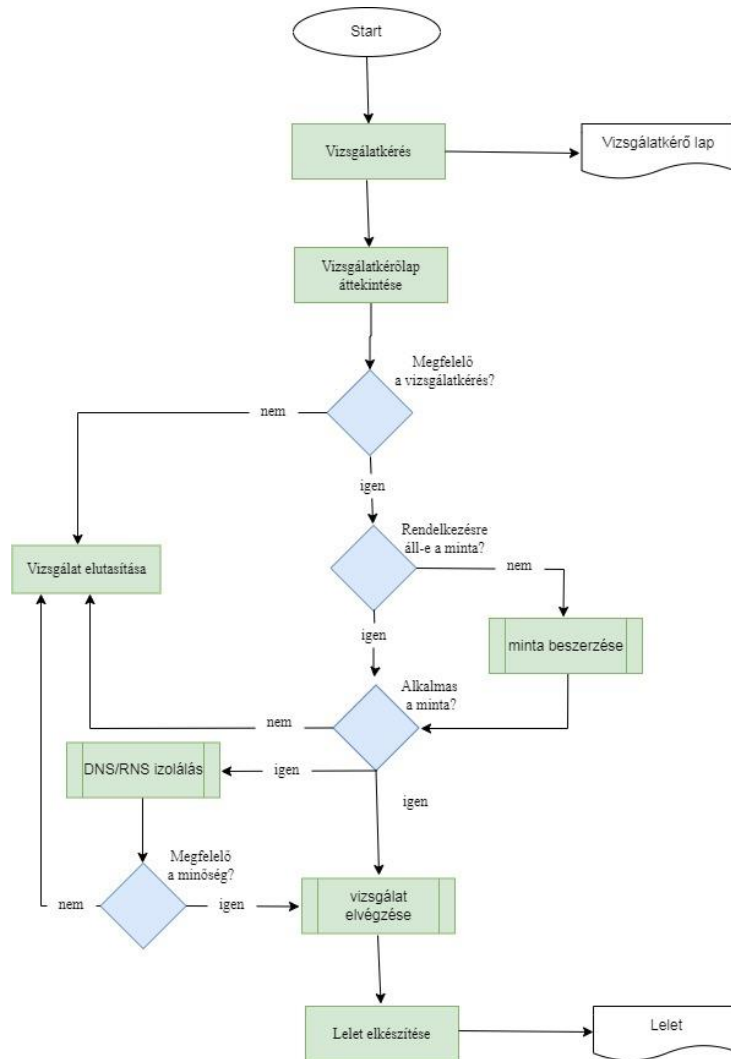 Start
Vizsgálatkérés
Vizsgálatkérő lap
Vizsgálatkérőlap
áttekintése
Megfelelő
a vizsgálatkérés?
nem
igen
Rendelkezésre
áll-e a minta?
nem
Vizsgálat elutasítása
igen
minta beszerzése
Alkalmas
a minta?
nem
DNS/RNS izolálás
igen
igen
Megfelelő
a minőség?
nem
igen
vizsgálat
elvégzése
Lelet elkészítése
Lelet